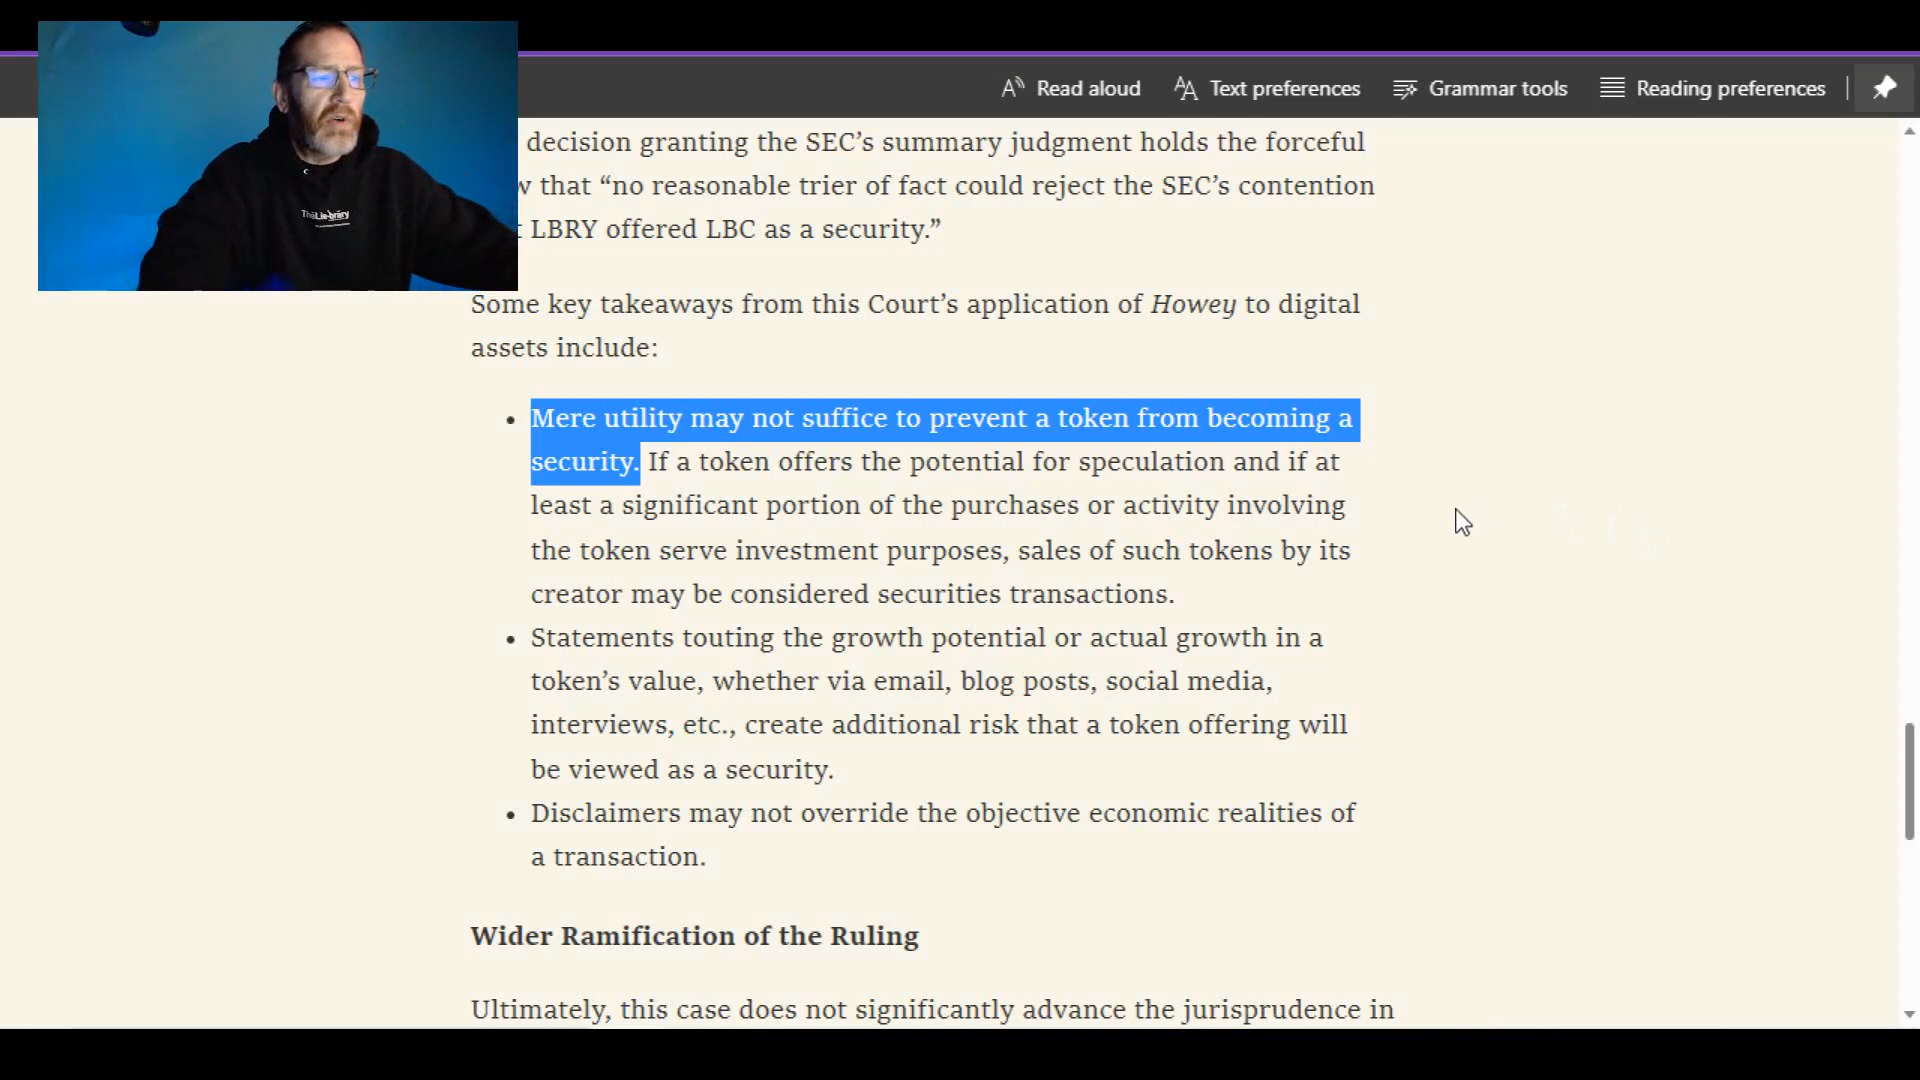 Read aloud
Text preferences
Grammar tools
Reading preferences
decision granting the SEC’s summary judgment holds the forceful
that “no reasonable trier of fact could reject the SEC’s contention
LBRY offered LBC as a security.”
Some key takeaways from this Court’s application of Howey to digital
assets include:
• Mere utility may not suffice to prevent a token from becoming a
security. If a token offers the potential for speculation and if at
least a significant portion of the purchases or activity involving
the token serve investment purposes, sales of such tokens by its
creator may be considered securities transactions.
• Statements touting the growth potential or actual growth in a
token’s value, whether via email, blog posts, social media,
interviews, etc., create additional risk that a token offering will
be viewed as a security.
• Disclaimers may not override the objective economic realities of
a transaction.
Wider Ramification of the Ruling
Ultimately, this case does not significantly advance the jurisprudence in